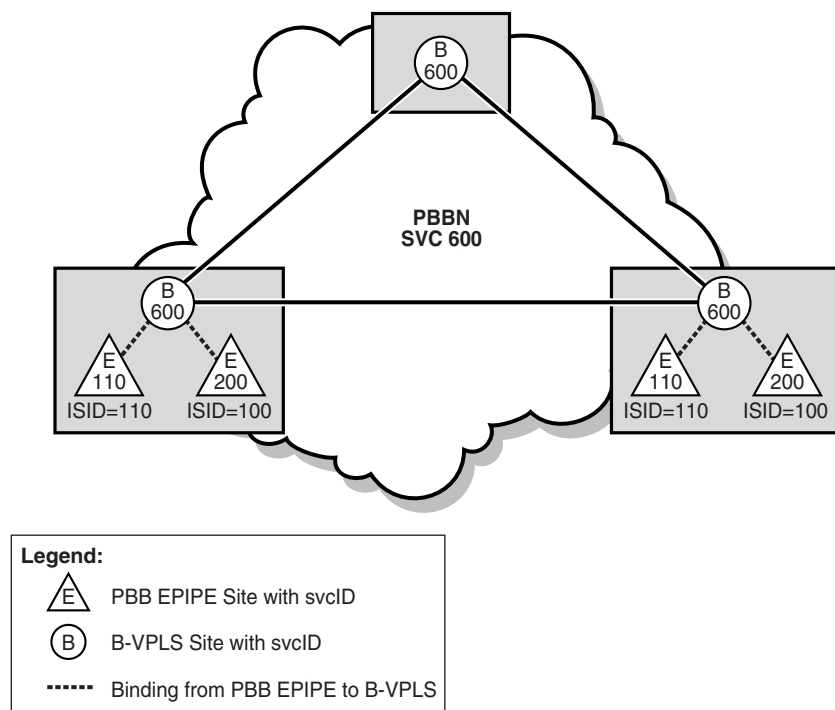 B
600
PBBN
SVC 600
B
600
B
600
E
110
E
200
E
110
E
200
ISID=110
ISID=100
ISID=110
ISID=100
Legend:
E
PBB EPIPE Site with svcID
B
B-VPLS Site with svcID
Binding from PBB EPIPE to B-VPLS